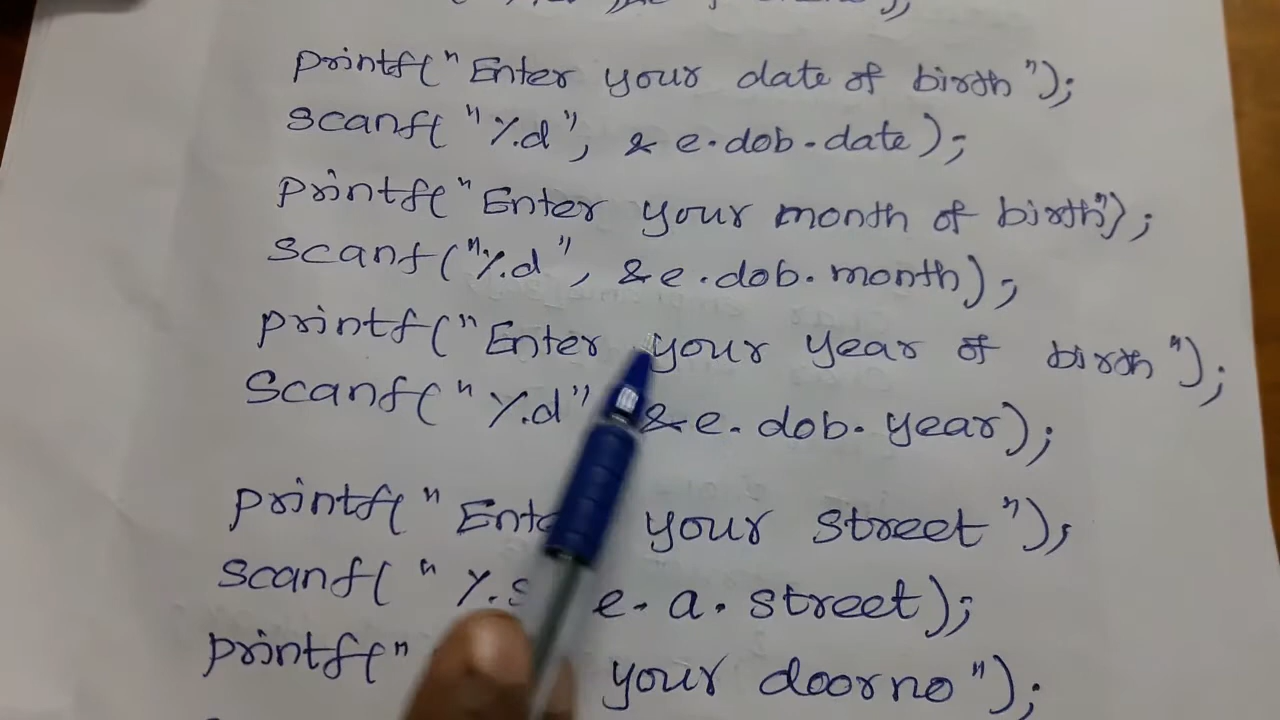 printf("Enter your date of birth");
scanf("%d", & e.dob.date);
printf("Enter your month of birth");
scanf("%d", &e.dob.month);
printf("Enter your year of birth");
Scanf("%d" &e.dob.year);
printf(" your street");
scanf(" e.a.street);
printf(" your doorno");